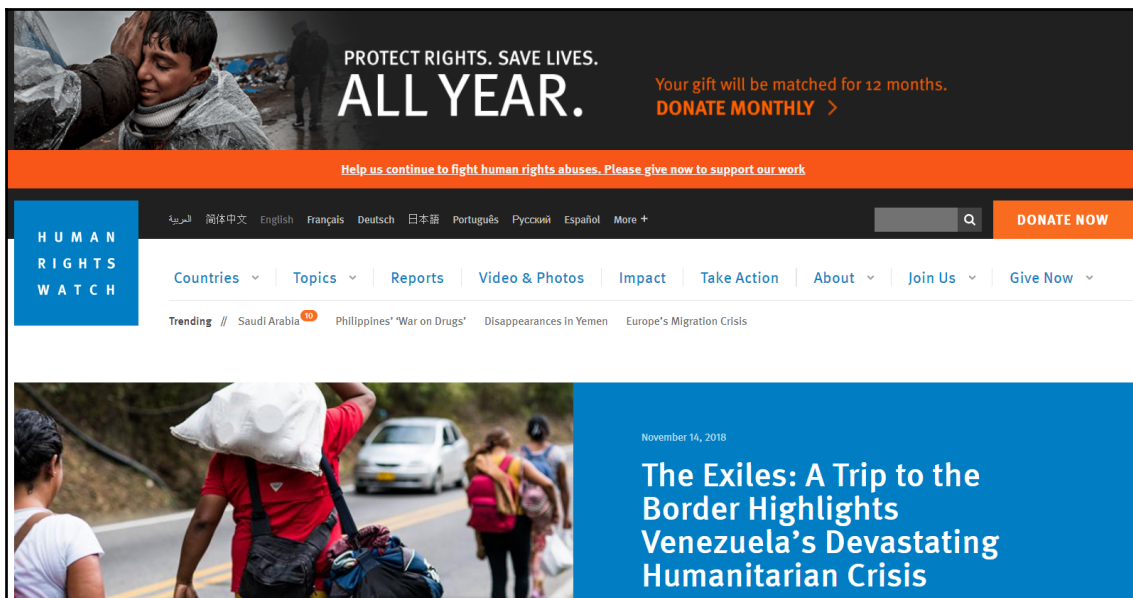 PROTECT RIGHTS. SAVE LIVES.
ALL YEAR.
Your gift will be matched for 12 months.
DONATE MONTHLY >
Help us continue to fight human rights abuses. Please give now to support our work
HUMAN
RIGHTS
WATCH
العربية 简体中文 English Français Deutsch 日本語 Português Русский Español More +
DONATE NOW
Countries Topics Reports Video & Photos Impact Take Action About Join Us Give Now
Trending // Saudi Arabia 10 Philippines' 'War on Drugs' Disappearances in Yemen Europe's Migration Crisis
November 14, 2018
The Exiles: A Trip to the
Border Highlights
Venezuela's Devastating
Humanitarian Crisis